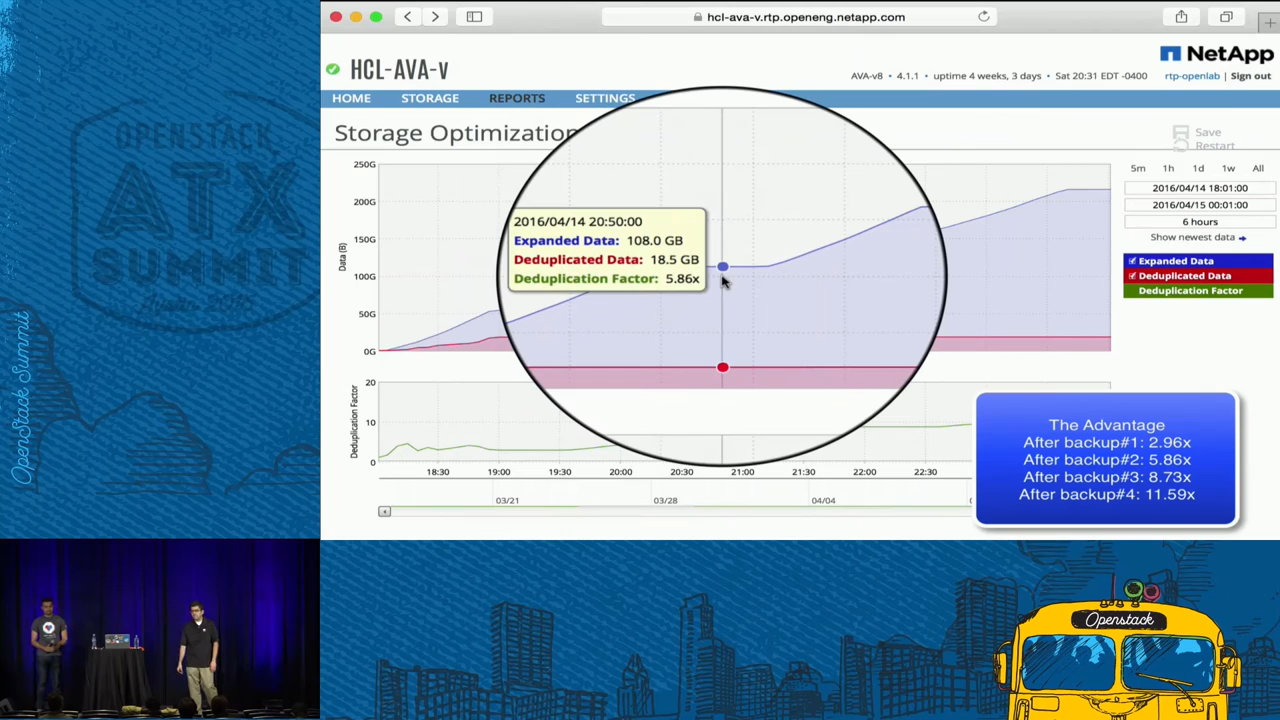 hcl-ava-v.rtp.openeng.netapp.com
HCL-AVA-v
NetApp
AVA-v8 • 4.1.1 • uptime 4 weeks, 3 days • Sat 20:31 EDT -0400
rtp-openlab | Sign out
HOME STORAGE REPORTS SETTINGS
Storage Optimization
Save
Restart
5m 1h 1d 1w All
2016/04/14 18:01:00
2016/04/15 00:01:00
6 hours
Show newest data
Expanded Data
Deduplicated Data
Deduplication Factor
Data (B)
250G
200G
150G
100G
50G
0G
2016/04/14 20:50:00
Expanded Data: 108.0 GB
Deduplicated Data: 18.5 GB
Deduplication Factor: 5.86x
Deduplication Factor
20
10
0
18:30 19:00 19:30 20:00 20:30 21:00 21:30 22:00 22:30
03/21 03/28 04/04
The Advantage
After backup#1: 2.96x
After backup#2: 5.86x
After backup#3: 8.73x
After backup#4: 11.59x
OPENSTACK
ATX
SUMMIT
OpenStack Summit
Openstack